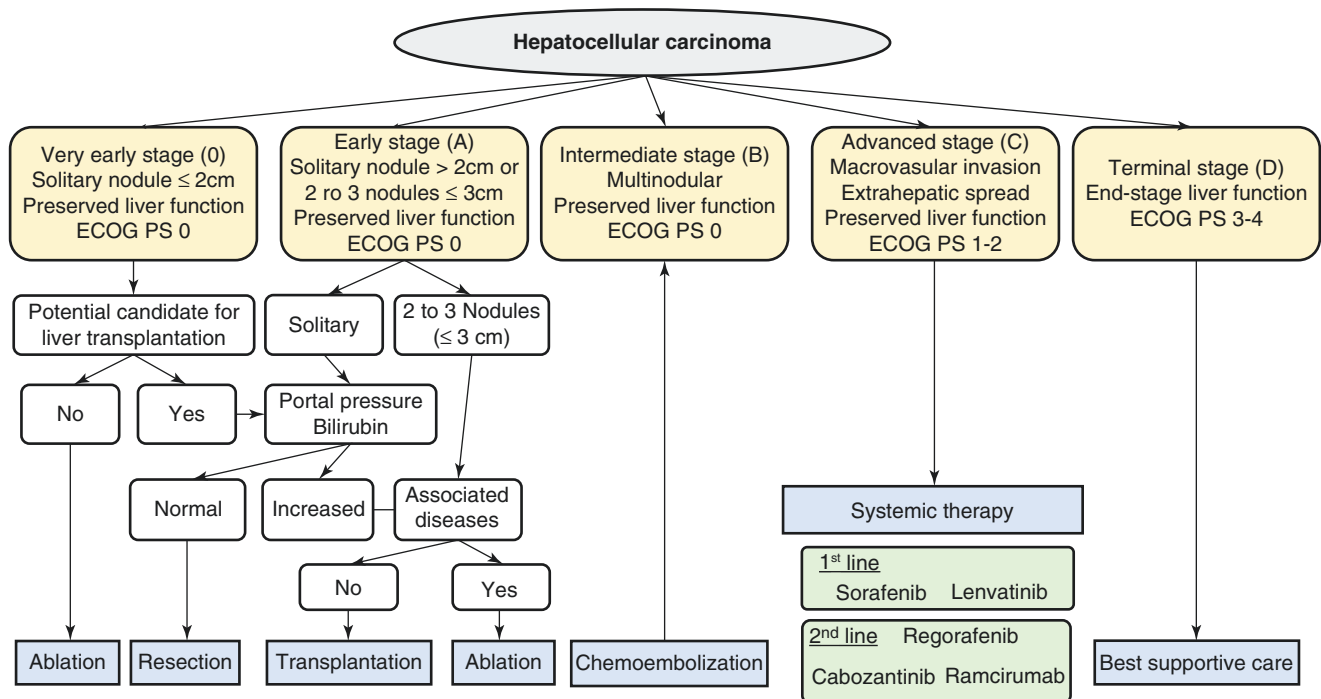 Hepatocellular carcinoma
Very early stage (0)
Solitary nodule ≤ 2cm
Preserved liver function
ECOG PS 0
Early stage (A)
Solitary nodule > 2cm or
2 ro 3 nodules ≤ 3cm
Preserved liver function
ECOG PS 0
Intermediate stage (B)
Multinodular
Preserved liver function
ECOG PS 0
Advanced stage (C)
Macrovasular invasion
Extrahepatic spread
Preserved liver function
ECOG PS 1-2
Terminal stage (D)
End-stage liver function
ECOG PS 3-4
Potential candidate for
liver transplantation
Solitary
2 to 3 Nodules
(≤ 3 cm)
No
Yes
Portal pressure
Bilirubin
Normal
Increased
Associated
diseases
No
Yes
Systemic therapy
1st line
Sorafenib Lenvatinib
2nd line Regorafenib
Cabozantinib Ramcirumab
Ablation
Resection
Transplantation
Ablation
Chemoembolization
Best supportive care